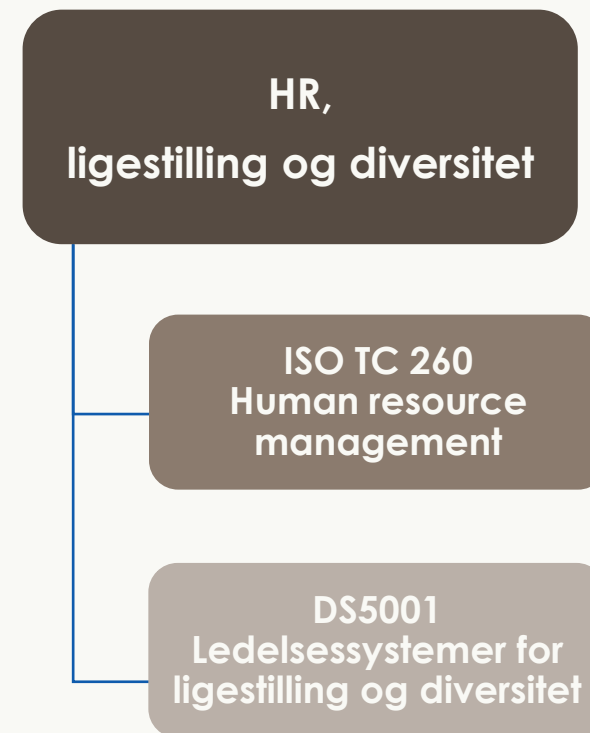 HR,
ligestilling og diversitet
ISO TC 260
Human resource
management
DS5001
Ledelsessystemer for
ligestilling og diversitet